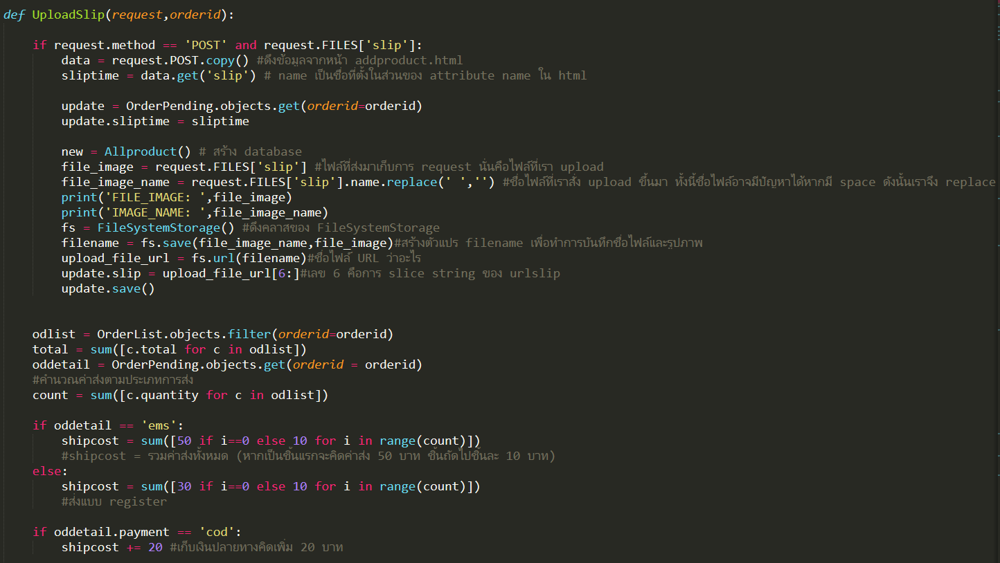 def UploadSlip(request,orderid):
if request.method == 'POST' and request.FILES['slip']:
data = request.POST.copy() #ดึงข้อมูลจากหน้า addproduct.html
sliptime = data.get('slip') # name เป็นชื่อที่ตั้งในส่วนของ attribute name ใน html
update = OrderPending.objects.get(orderid=orderid)
update.sliptime = sliptime
new = Allproduct() # สร้าง database
file_image = request.FILES['slip'] #ไฟล์ที่ส่งมาเก็บการ request นั่นคือไฟล์ที่เรา upload
file_image_name = request.FILES['slip'].name.replace(' ','') #ชื่อไฟล์ที่เราสั่ง upload ขึ้นมา ทั้งนี้ชื่อไฟล์อาจมีปัญหาได้หากมี space ดังนั้นเราจึง replace
print('FILE_IMAGE: ',file_image)
print('IMAGE_NAME: ',file_image_name)
fs = FileSystemStorage() #ดึงคลาสของ FileSystemStorage
filename = fs.save(file_image_name,file_image)#สร้างตัวแปร filename เพื่อทำการบันทึกชื่อไฟล์และรูปภาพ
upload_file_url = fs.url(filename)#ชื่อไฟล์ URL ว่าอะไร
update.slip = upload_file_url[6:]#เลข 6 คือการ slice string ของ urlslip
update.save()
odlist = OrderList.objects.filter(orderid=orderid)
total = sum([c.total for c in odlist])
oddetail = OrderPending.objects.get(orderid = orderid)
#คำนวณค่าส่งตามประเภทการส่ง
count = sum([c.quantity for c in odlist])
if oddetail == 'ems':
shipcost = sum([50 if i==0 else 10 for i in range(count)])
#shipcost = รวมค่าส่งทั้งหมด (หากเป็นชิ้นแรกจะคิดค่าส่ง 50 บาท ชิ้นถัดไปชิ้นละ 10 บาท)
else:
shipcost = sum([30 if i==0 else 10 for i in range(count)])
#ส่งแบบ register
if oddetail.payment == 'cod':
shipcost += 20 #เก็บเงินปลายทางคิดเพิ่ม 20 บาท